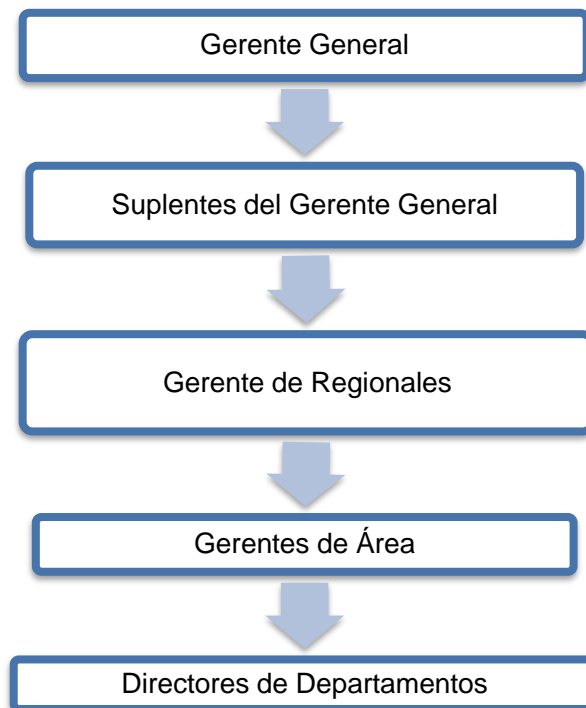 Gerente General
Suplentes del Gerente General
Gerente de Regionales
Gerentes de Área
Directores de Departamentos